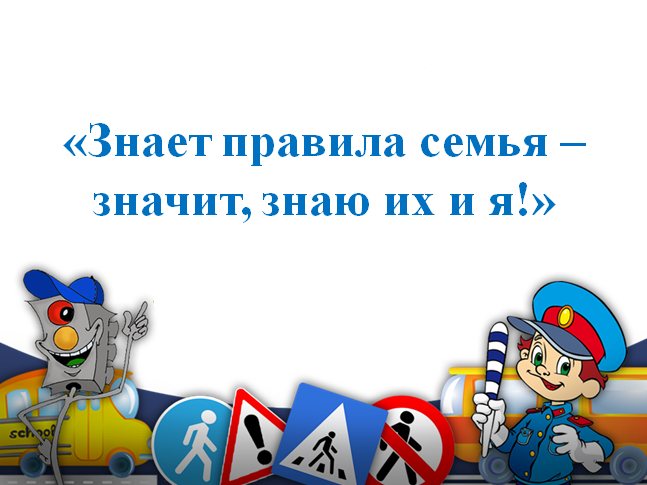 «Знает правила семья –
значит, знаю их и я!»
school